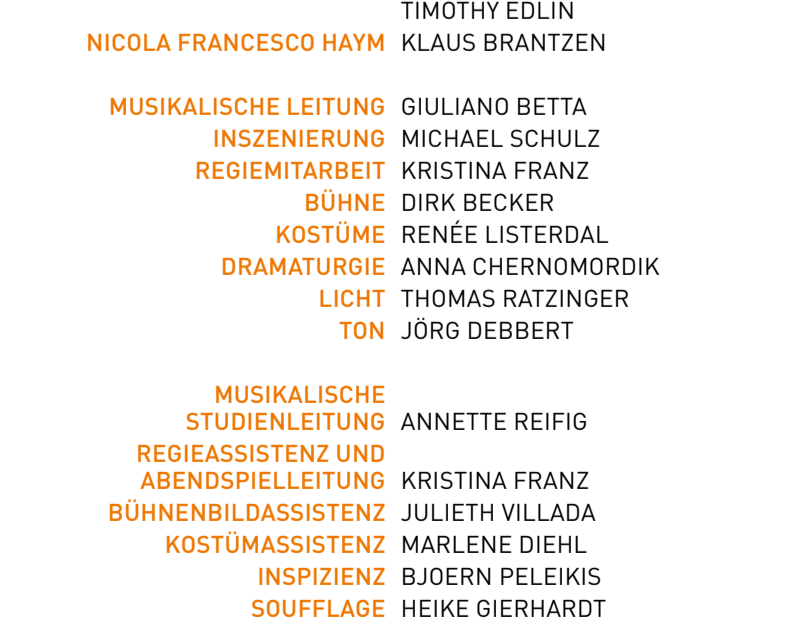 TIMOTHY EDLIN
NICOLA FRANCESCO HAYM KLAUS BRANTZEN
MUSIKALISCHE LEITUNG GIULIANO BETTA
INSZENIERUNG MICHAEL SCHULZ
REGIEMITARBEIT KRISTINA FRANZ
BÜHNE DIRK BECKER
KOSTÜME RENÉE LISTERDAL
DRAMATURGIE ANNA CHERNOMORDIK
LICHT THOMAS RATZINGER
TON JÖRG DEBBERT
MUSIKALISCHE
STUDIENLEITUNG ANNETTE REIFIG
REGIEASSISTENZ UND
ABENDSPIELLEITUNG KRISTINA FRANZ
BÜHNENBILDASSISTENZ JULIETH VILLADA
KOSTÜMASSISTENZ MARLENE DIEHL
INSPIZIENZ BJOERN PELEIKIS
SOUFFLAGE HEIKE GIERHARDT